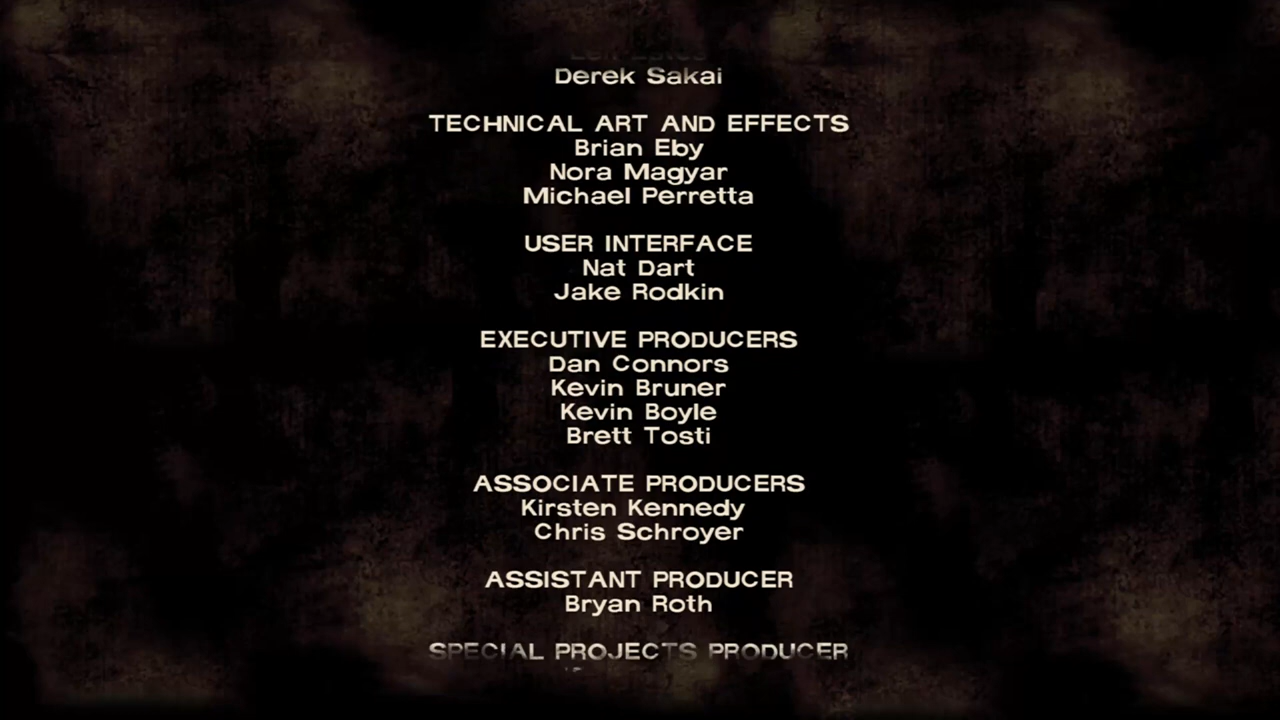 Derek Sakai
TECHNICAL ART AND EFFECTS
Brian Eby
Nora Magyar
Michael Perretta
USER INTERFACE
Nat Dart
Jake Rodkin
EXECUTIVE PRODUCERS
Dan Connors
Kevin Bruner
Kevin Boyle
Brett Tosti
ASSOCIATE PRODUCERS
Kirsten Kennedy
Chris Schroyer
ASSISTANT PRODUCER
Bryan Roth
SPECIAL PROJECTS PRODUCER